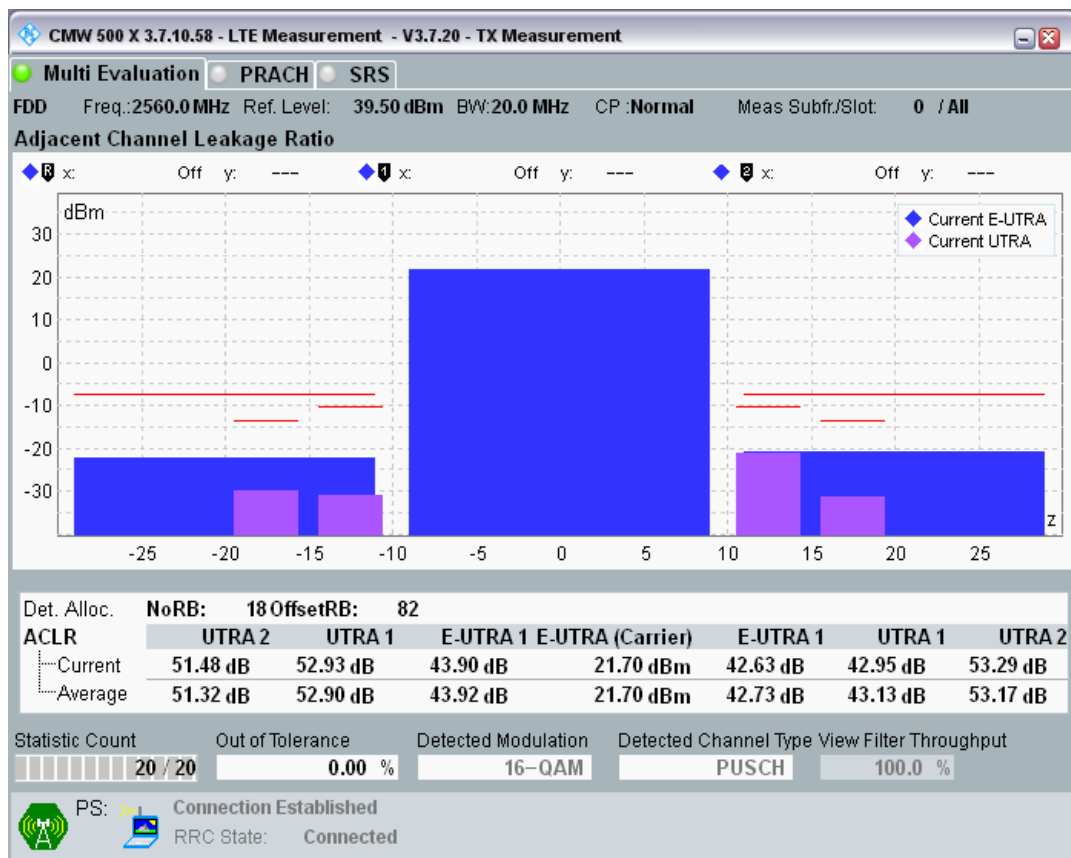 CMW 500 X 3.7.10.58 - LTE Measurement - V3.7.20 - TX Measurement
Multi Evaluation PRACH SRS
FDD Freq.:2560.0 MHz Ref. Level: 39.50 dBm BW:20.0 MHz CP :Normal Meas Subfr./Slot: 0 / All
Adjacent Channel Leakage Ratio
R x: Off y: --- 1 x: Off y: --- 2 x: Off y: ---
dBm
Current E-UTRA
Current UTRA
30
20
10
0
-10
-20
-30
z
-25 -20 -15 -10 -5 0 5 10 15 20 25
Det. Alloc. NoRB: 18 OffsetRB: 82
ACLR UTRA 2 UTRA 1 E-UTRA 1 E-UTRA (Carrier) E-UTRA 1 UTRA 1 UTRA 2
Current 51.48 dB 52.93 dB 43.90 dB 21.70 dBm 42.63 dB 42.95 dB 53.29 dB
Average 51.32 dB 52.90 dB 43.92 dB 21.70 dBm 42.73 dB 43.13 dB 53.17 dB
Statistic Count Out of Tolerance Detected Modulation Detected Channel Type View Filter Throughput
20 / 20 0.00 % 16-QAM PUSCH 100.0 %
PS: Connection Established
RRC State: Connected